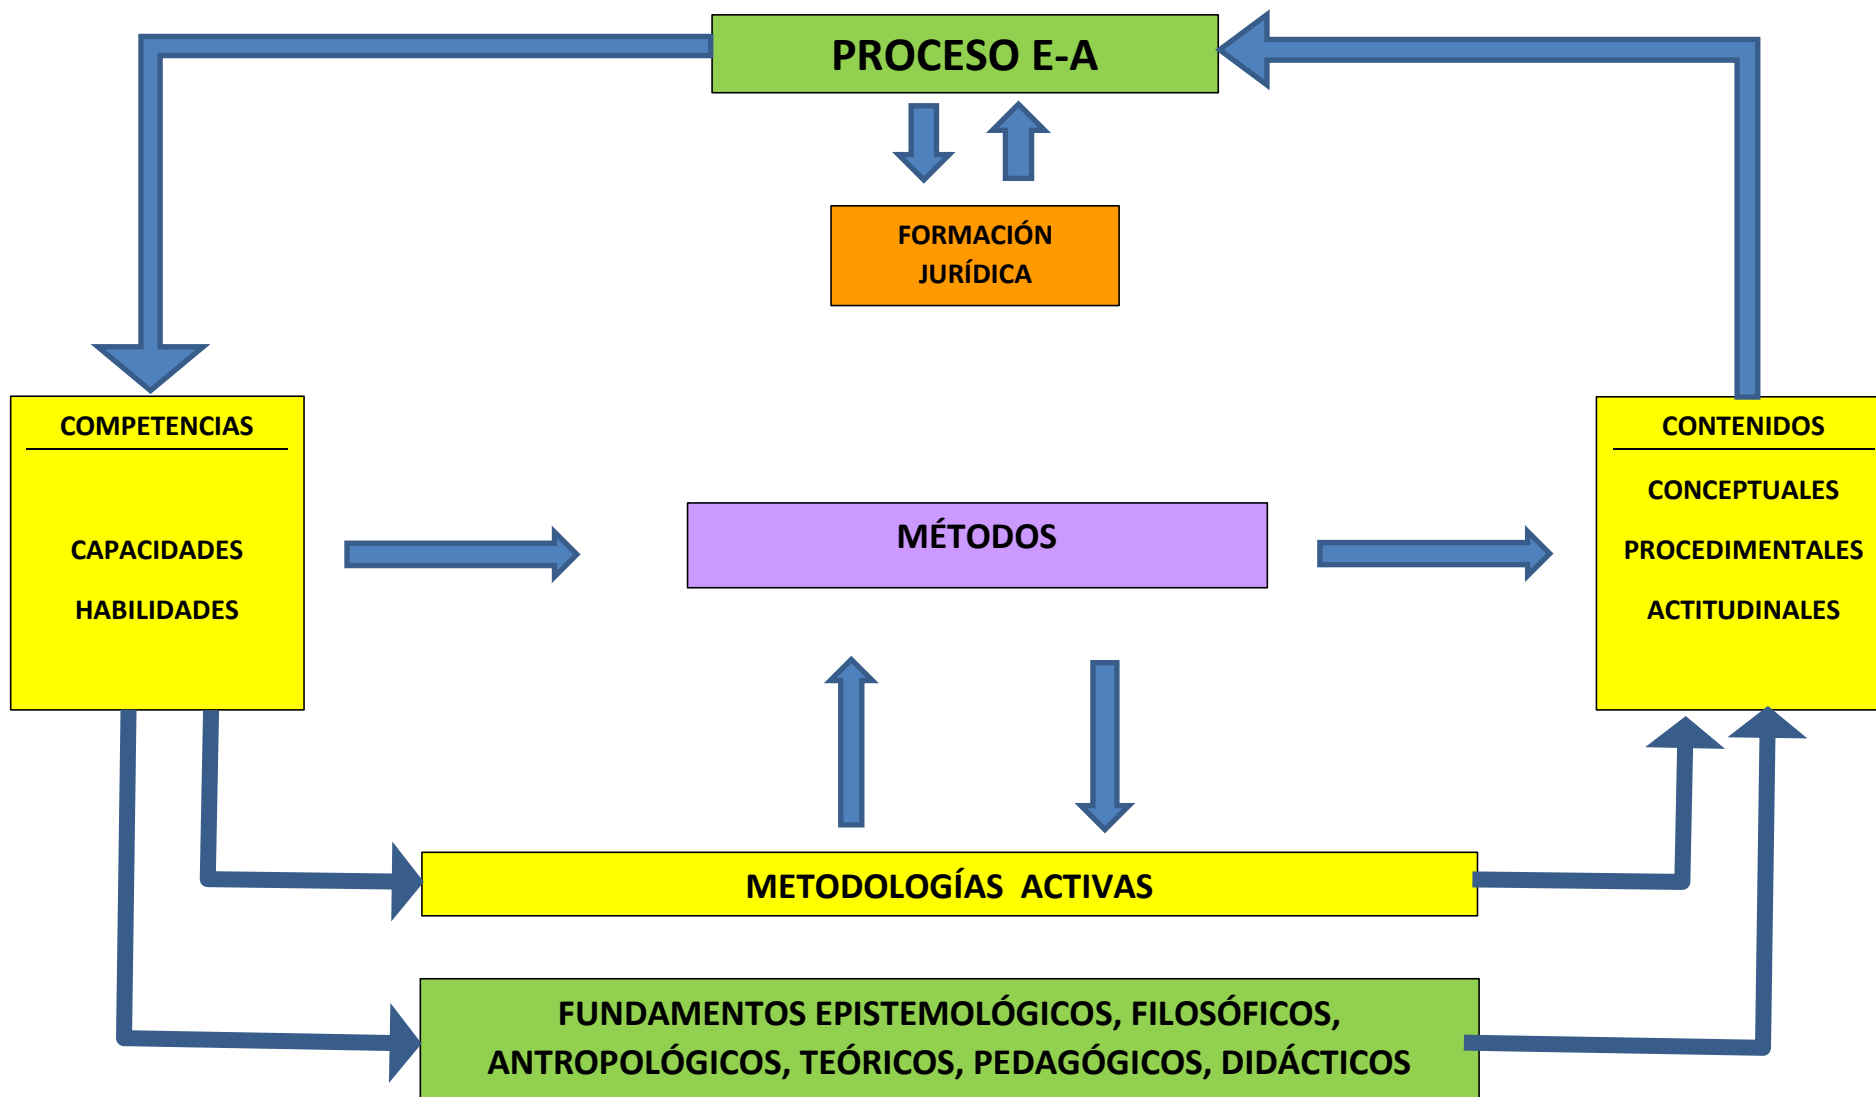 PROCESO E-A
FORMACIÓN
JURÍDICA
COMPETENCIAS
CAPACIDADES
HABILIDADES
MÉTODOS
CONTENIDOS
CONCEPTUALES
PROCEDIMENTALES
ACTITUDINALES
METODOLOGÍAS  ACTIVAS
FUNDAMENTOS EPISTEMOLÓGICOS, FILOSÓFICOS,
ANTROPOLÓGICOS, TEÓRICOS, PEDAGÓGICOS, DIDÁCTICOS